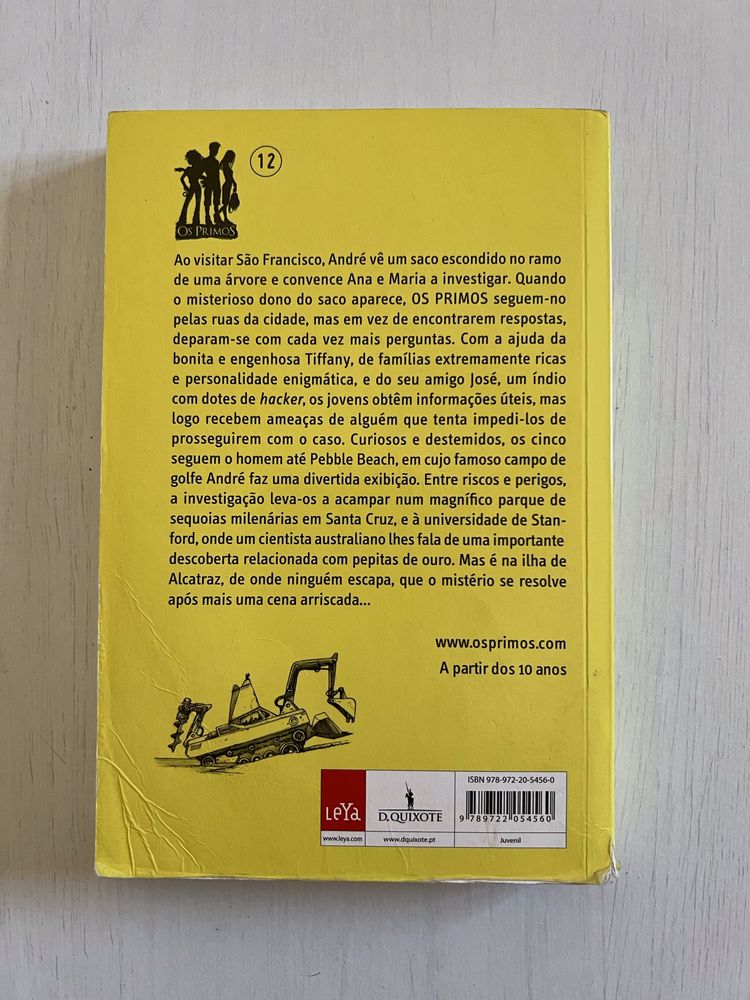 12
OS PRIMOS
Ao visitar São Francisco, André vê um saco escondido no ramo
de uma árvore e convence Ana e Maria a investigar. Quando
o misterioso dono do saco aparece, OS PRIMOS seguem-no
pelas ruas da cidade, mas em vez de encontrarem respostas,
deparam-se com cada vez mais perguntas. Com a ajuda da
bonita e engenhosa Tiffany, de famílias extremamente ricas
e personalidade enigmática, e do seu amigo José, um índio
com dotes de hacker, os jovens obtêm informações úteis, mas
logo recebem ameaças de alguém que tenta impedi-los de
prosseguirem com o caso. Curiosos e destemidos, os cinco
seguem o homem até Pebble Beach, em cujo famoso campo de
golfe André faz uma divertida exibição. Entre riscos e perigos,
a investigação leva-os a acampar num magnífico parque de
sequoias milenárias em Santa Cruz, e à universidade de Stan-
ford, onde um cientista australiano lhes fala de uma importante
descoberta relacionada com pepitas de ouro. Mas é na ilha de
Alcatraz, de onde ninguém escapa, que o mistério se resolve
após mais uma cena arriscada...
www.osprimos.com
A partir dos 10 anos
LEYA
www.leya.com
D.QUIXOTE
www.dquixote.pt
ISBN 978-972-20-5456-0
9 789722 054560
Juvenil